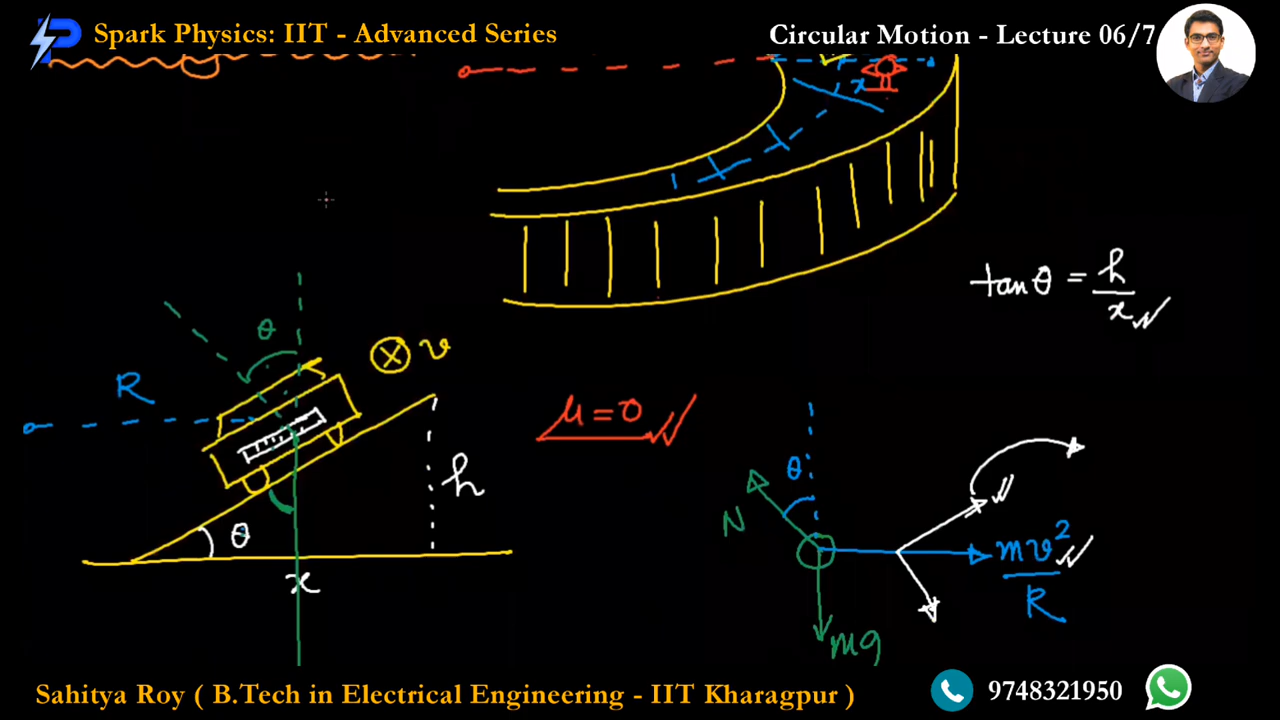 Spark Physics: IIT - Advanced Series
Circular Motion - Lecture 06/7
x
tanθ = h/x
θ
v
R
μ = 0
h
θ
θ
N
mv²/R
x
mg
Sahitya Roy ( B.Tech in Electrical Engineering - IIT Kharagpur )
9748321950